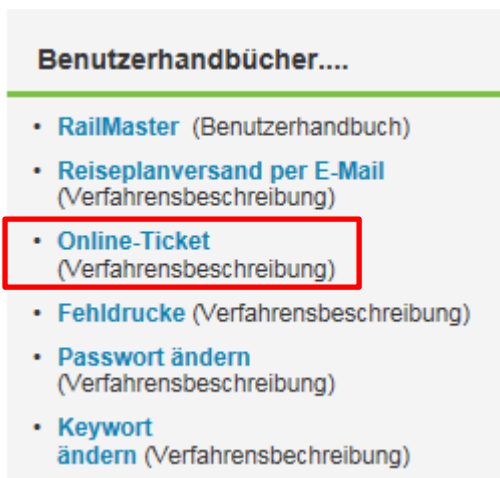 Benutzerhandbücher....
• RailMaster (Benutzerhandbuch)
• Reiseplanversand per E-Mail
(Verfahrensbeschreibung)
• Online-Ticket
(Verfahrensbeschreibung)
• Fehldrucke (Verfahrensbeschreibung)
• Passwort ändern
(Verfahrensbeschreibung)
• Keywort
ändern (Verfahrensbechreibung)